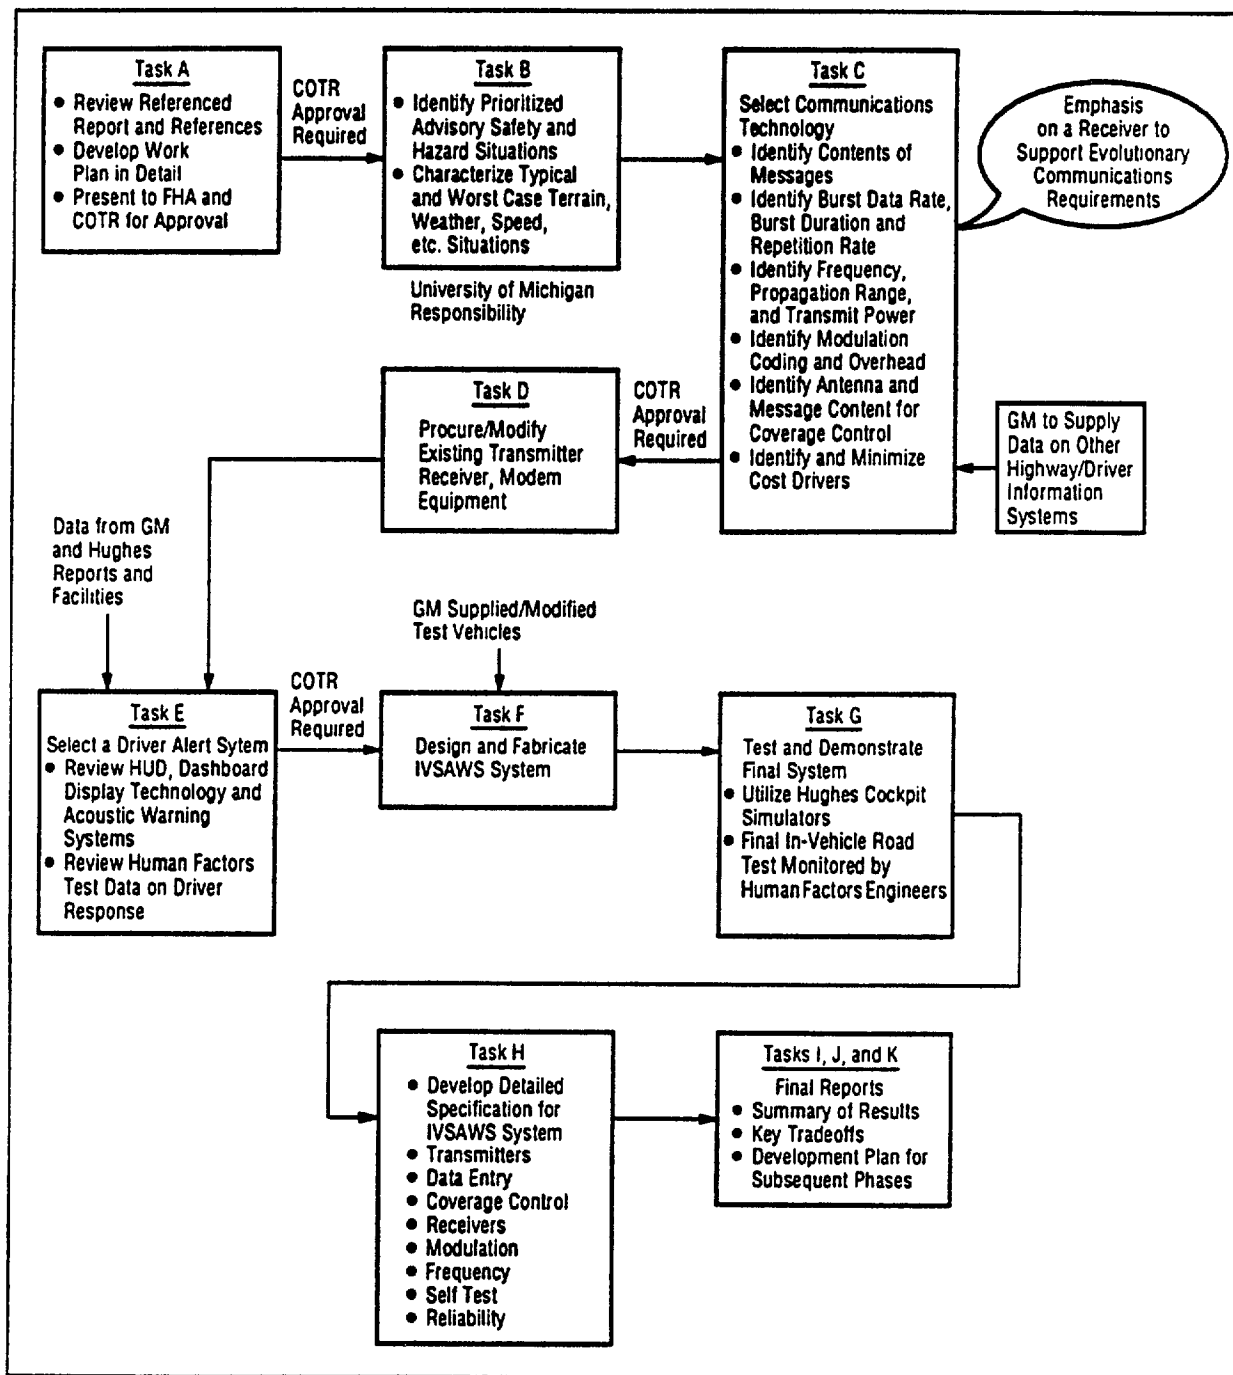 Task A
• Review Referenced
Report and References
• Develop Work
Plan in Detail
• Present to FHA and
COTR for Approval
COTR
Approval
Required
Task B
• Identify Prioritized
Advisory Safety and
Hazard Situations
• Characterize Typical
and Worst Case Terrain,
Weather, Speed,
etc. Situations
University of Michigan
Responsibility
Task C
Select Communications
Technology
• Identify Contents of
Messages
• Identify Burst Data Rate,
Burst Duration and
Repetition Rate
• Identify Frequency,
Propagation Range,
and Transmit Power
• Identify Modulation
Coding and Overhead
• Identify Antenna and
Message Content for
Coverage Control
• Identify and Minimize
Cost Drivers
Emphasis
on a Receiver to
Support Evolutionary
Communications
Requirements
GM to Supply
Data on Other
Highway/Driver
Information
Systems
COTR
Approval
Required
Task D
Procure/Modify
Existing Transmitter
Receiver, Modem
Equipment
Data from GM
and Hughes
Reports and
Facilities
Task E
Select a Driver Alert Sytem
• Review HUD, Dashboard
Display Technology and
Acoustic Warning
Systems
• Review Human Factors
Test Data on Driver
Response
COTR
Approval
Required
GM Supplied/Modified
Test Vehicles
Task F
Design and Fabricate
IVSAWS System
Task G
Test and Demonstrate
Final System
• Utilize Hughes Cockpit
Simulators
• Final In-Vehicle Road
Test Monitored by
Human Factors Engineers
Task H
• Develop Detailed
Specification for
IVSAWS System
• Transmitters
• Data Entry
• Coverage Control
• Receivers
• Modulation
• Frequency
• Self Test
• Reliability
Tasks I, J, and K
Final Reports
• Summary of Results
• Key Tradeoffs
• Development Plan for
Subsequent Phases